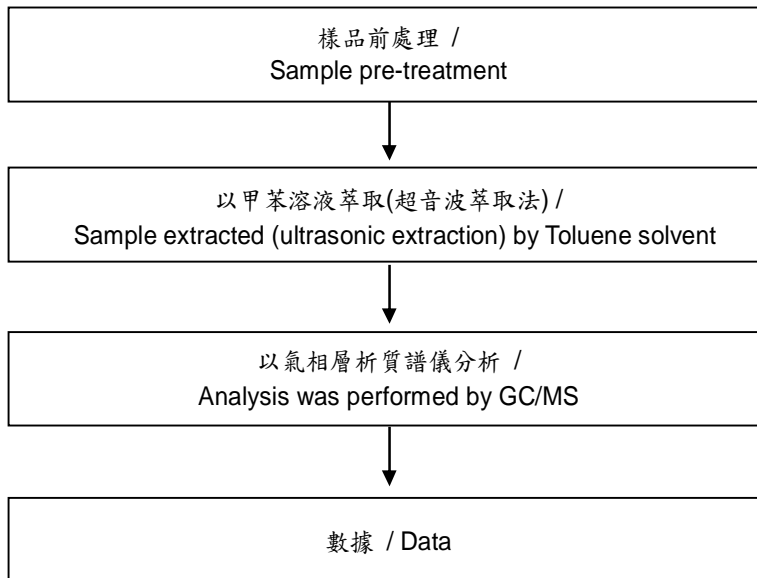 樣品前處理 /
Sample pre-treatment
以甲苯溶液萃取(超音波萃取法) /
Sample extracted (ultrasonic extraction) by Toluene solvent
以氣相層析質譜儀分析 /
Analysis was performed by GC/MS
數據 / Data